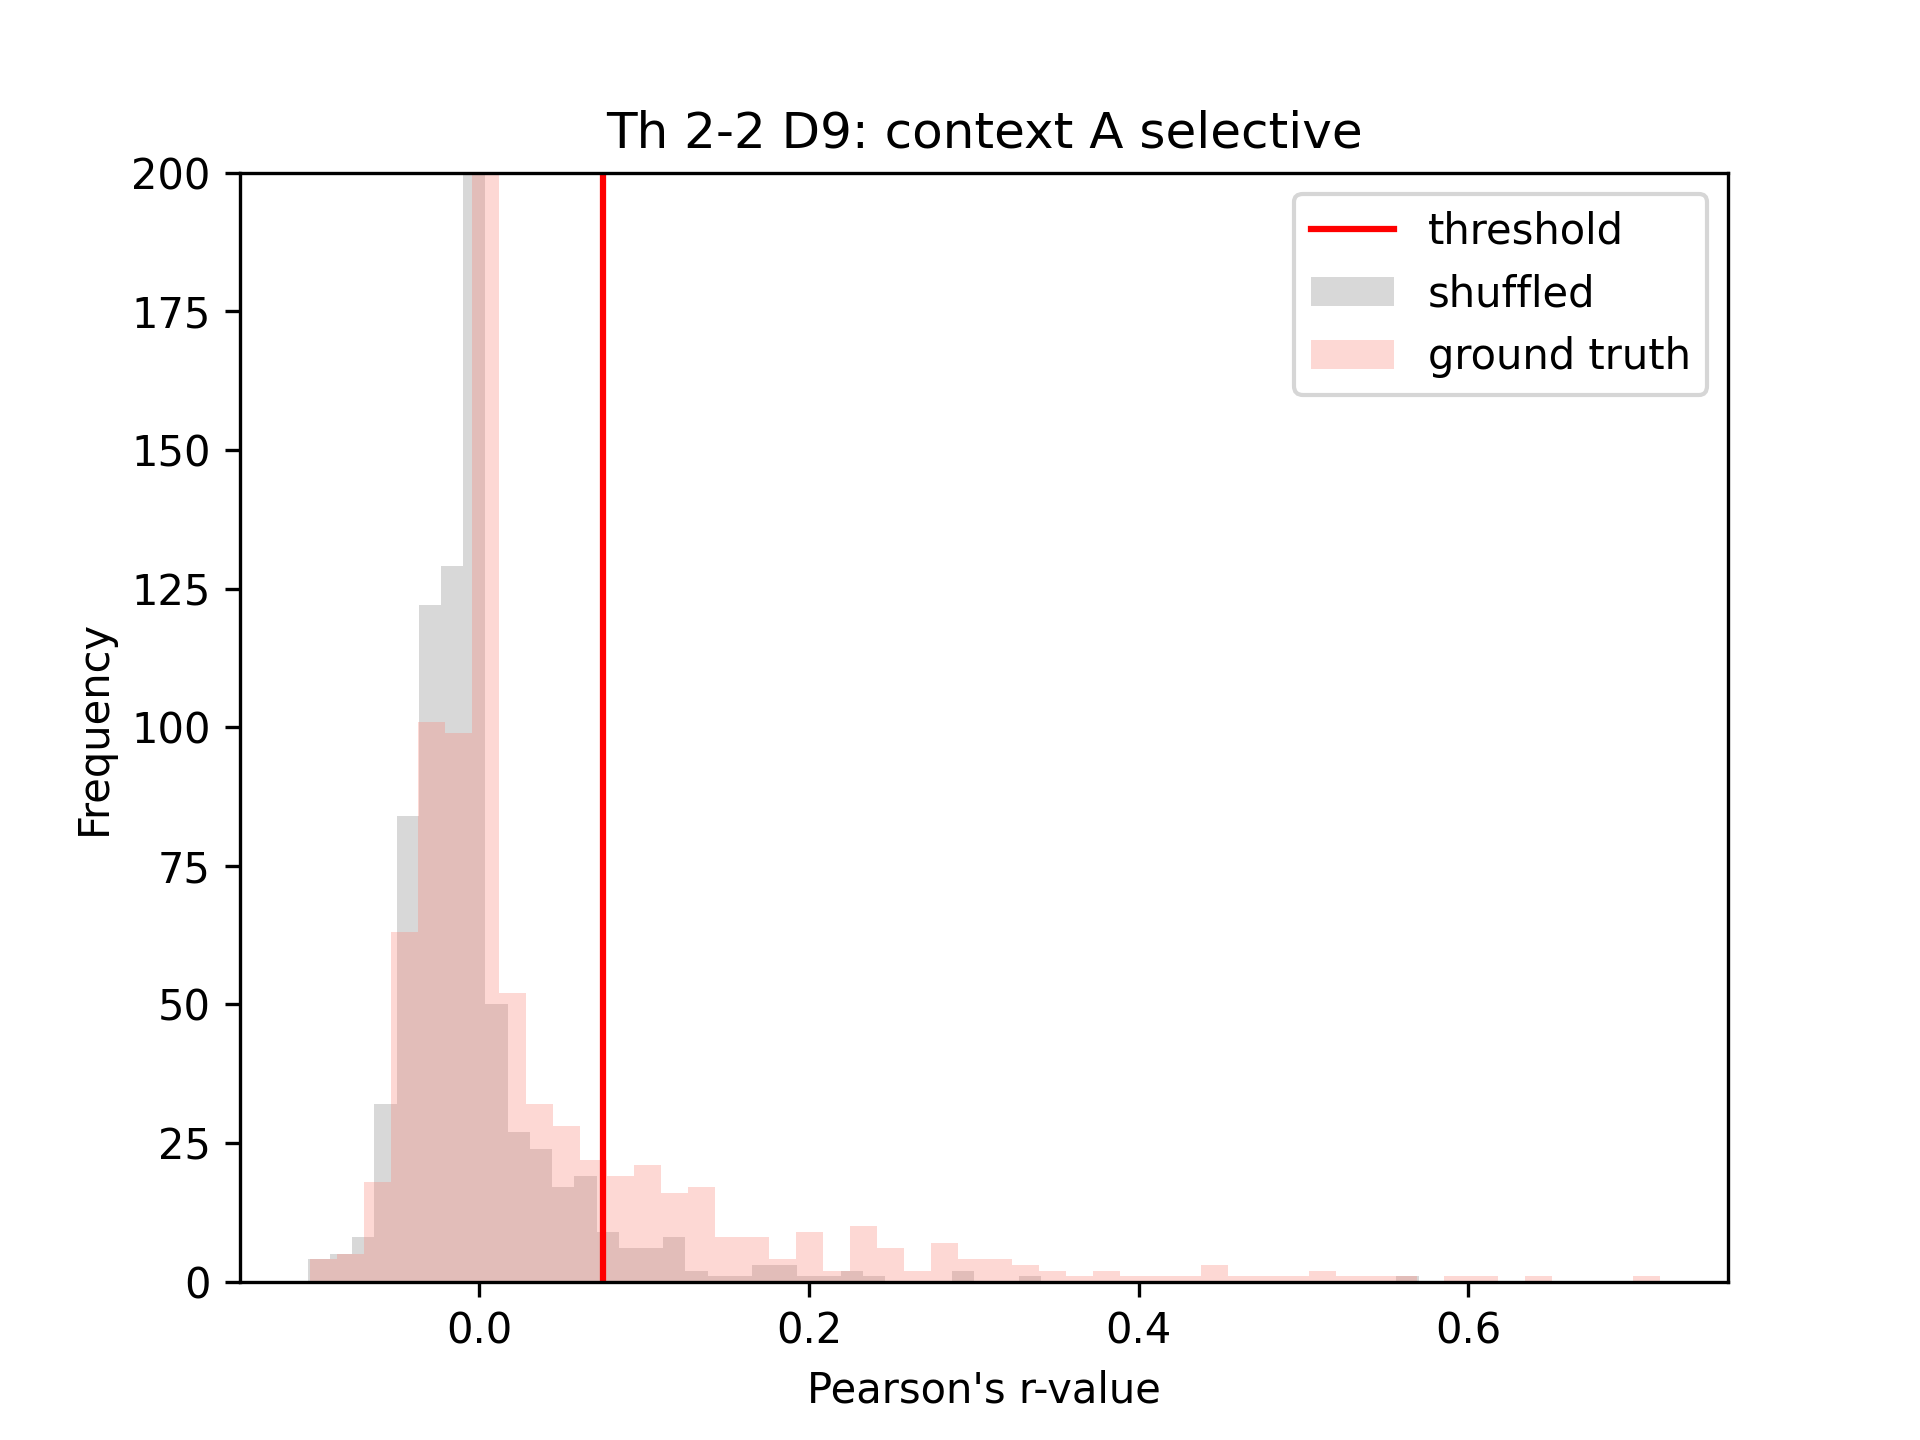 Th 2-2 D9: context A selective
threshold
shuffled
ground truth
200
175
150
125
100
75
50
25
0
Frequency
0.0
0.2
0.4
0.6
Pearson's r-value